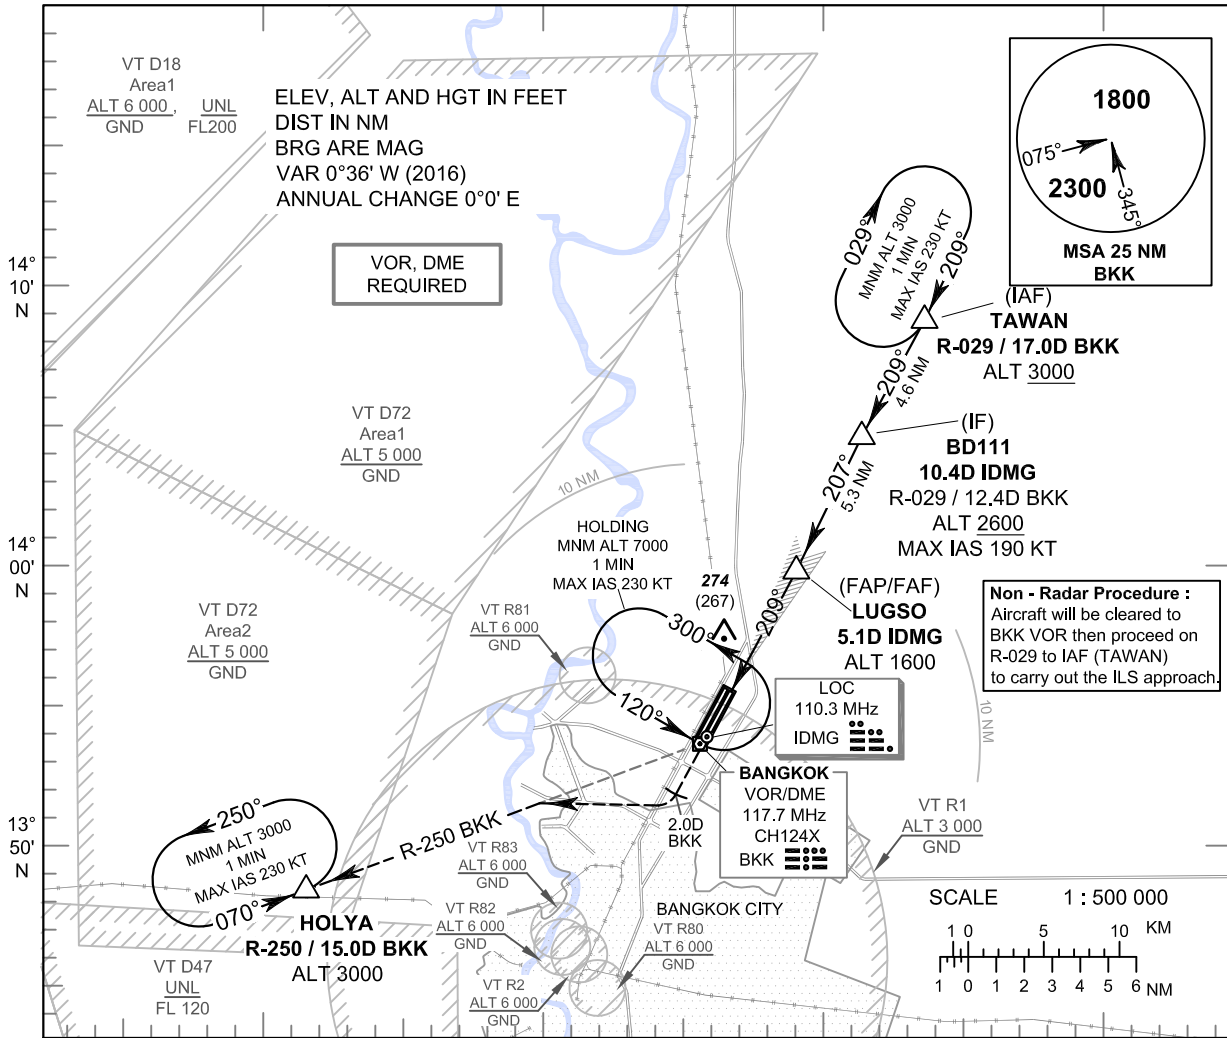 VT D18
Area1
ALT 6 000 , UNL
GND FL200
ELEV, ALT AND HGT IN FEET
DIST IN NM
BRG ARE MAG
VAR 0°36' W (2016)
ANNUAL CHANGE 0°0' E
VOR, DME
REQUIRED
1800
075°
2300
345°
MSA 25 NM
BKK
029°
MNM ALT 3000
1 MIN
MAX IAS 230 KT
209°
(IAF)
TAWAN
R-029 / 17.0D BKK
ALT 3000
209°
4.6 NM
(IF)
BD111
10.4D IDMG
R-029 / 12.4D BKK
ALT 2600
MAX IAS 190 KT
207°
5.3 NM
14°
10'
N
VT D72
Area1
ALT 5 000
GND
10 NM
HOLDING
MNM ALT 7000
1 MIN
MAX IAS 230 KT
14°
00'
N
274
(267)
209°
(FAP/FAF)
LUGSO
5.1D IDMG
ALT 1600
Non - Radar Procedure :
Aircraft will be cleared to
BKK VOR then proceed on
R-029 to IAF (TAWAN)
to carry out the ILS approach.
VT D72
Area2
ALT 5 000
GND
VT R81
ALT 6 000
GND
300°
120°
LOC
110.3 MHz
IDMG
10 NM
BANGKOK
VOR/DME
117.7 MHz
CH124X
BKK
2.0D
BKK
VT R1
ALT 3 000
GND
13°
50'
N
250°
MNM ALT 3000
1 MIN
MAX IAS 230 KT
070°
R-250 BKK
HOLYA
R-250 / 15.0D BKK
ALT 3000
VT R83
ALT 6 000
GND
VT R82
ALT 6 000
GND
BANGKOK CITY
VT R80
ALT 6 000
GND
VT R2
ALT 6 000
GND
VT D47
UNL
FL 120
SCALE 1 : 500 000
1 0 5 10 KM
1 0 1 2 3 4 5 6 NM